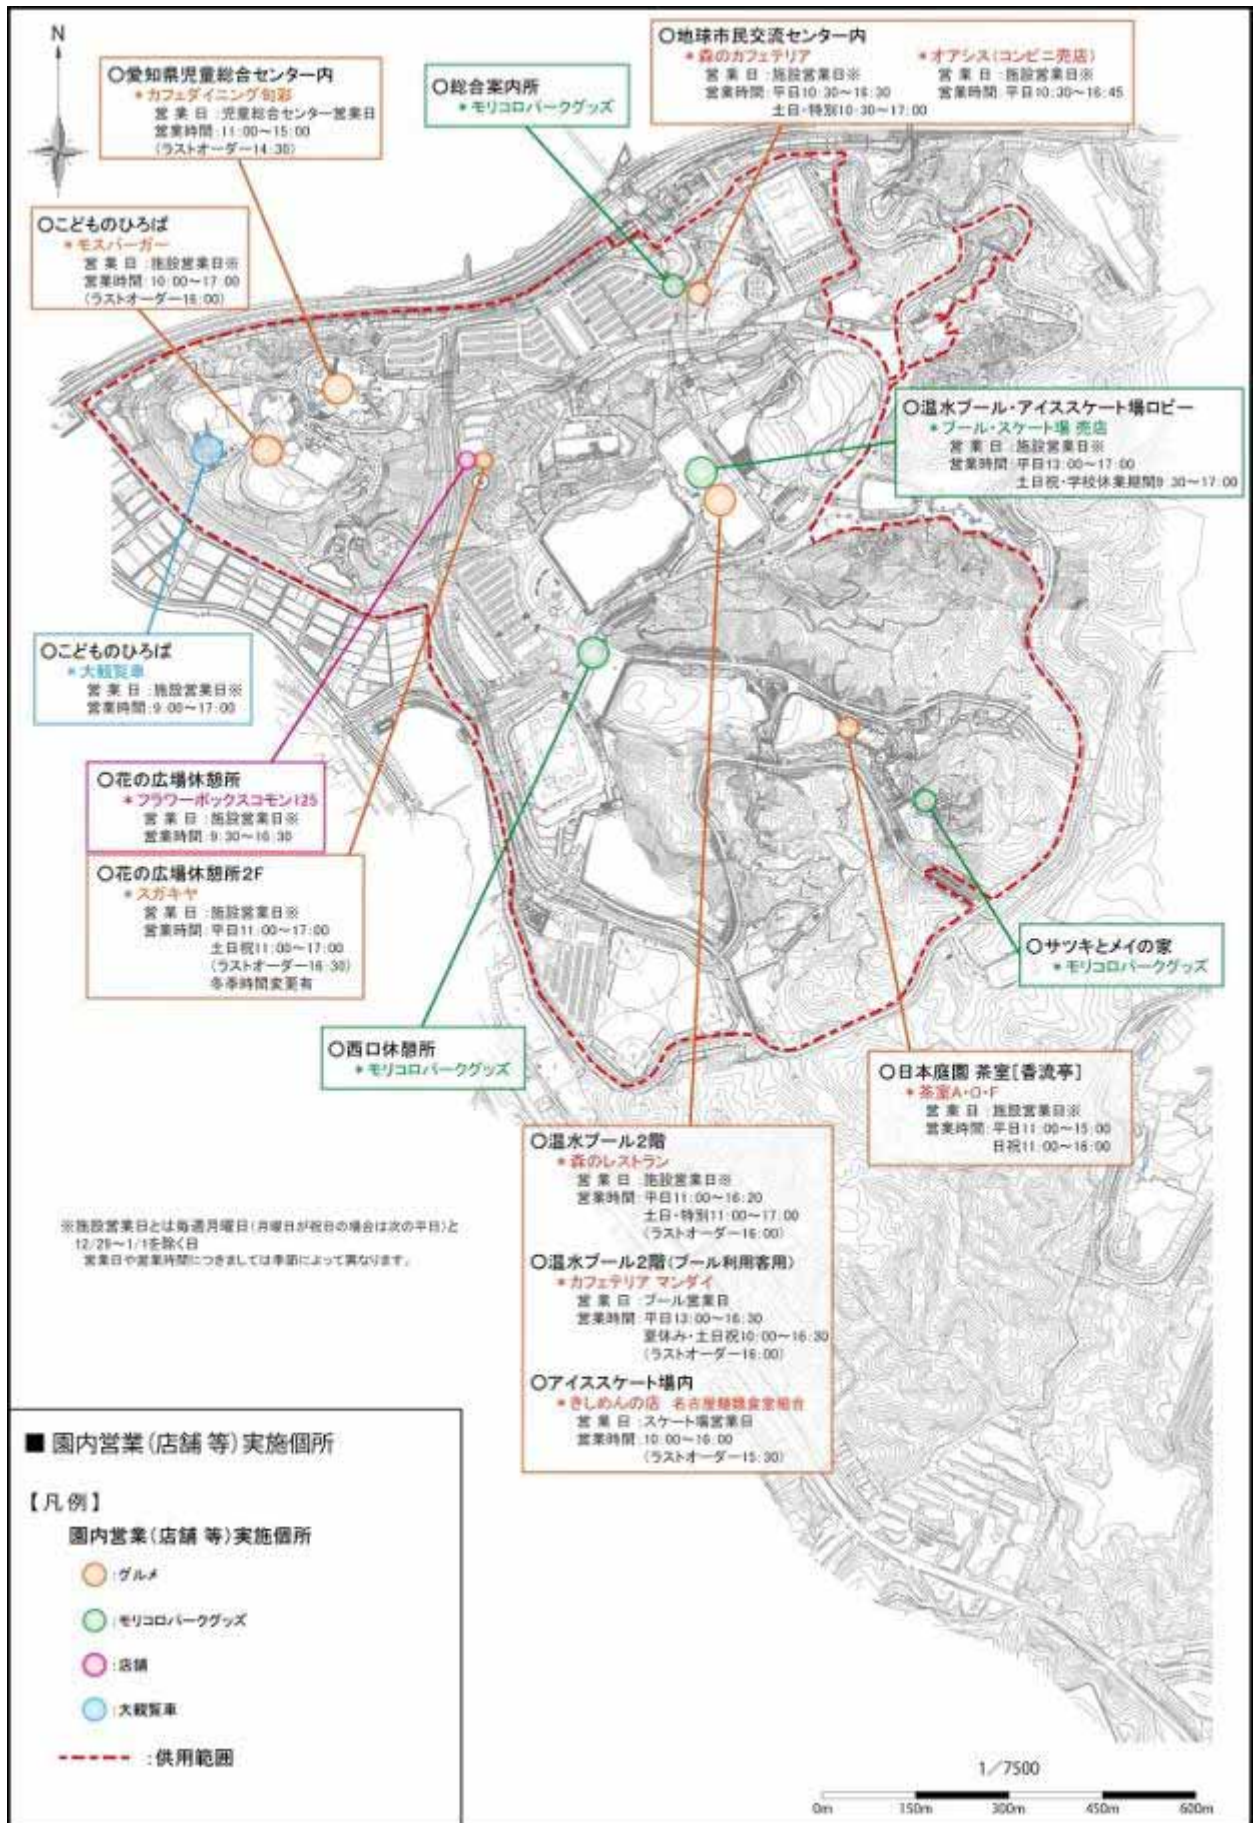 N
○愛知県児童総合センター内
*カフェダイニング旬彩
営業日:児童総合センター営業日
営業時間:11:00～15:00
(ラストオーダー14:30)
○総合案内所
*モリコロパークグッズ
○地球市民交流センター内
*森のカフェテリア
営業日:施設営業日※
営業時間:平日10:30～16:30
土日・特別10:30～17:00
*オアシス(コンビニ売店)
営業日:施設営業日※
営業時間:平日10:30～16:45
○こどものひろば
*モスバーガー
営業日:施設営業日※
営業時間:10:00～17:00
(ラストオーダー16:00)
○温水プール・アイススケート場ロビー
*プール・スケート場 売店
営業日:施設営業日※
営業時間:平日13:00～17:00
土日祝・学校休業期間9:30～17:00
○こどものひろば
*大観覧車
営業日:施設営業日※
営業時間:9:00～17:00
○花の広場休憩所
*フラワーボックスコモン125
営業日:施設営業日※
営業時間:9:30～16:30
○花の広場休憩所2F
*スガキヤ
営業日:施設営業日※
営業時間:平日11:00～17:00
土日祝11:00～17:00
(ラストオーダー16:30)
冬季時間変更有
○サツキとメイの家
*モリコロパークグッズ
○西口休憩所
*モリコロパークグッズ
○日本庭園 茶室[香流亭]
*茶室A・O・F
営業日:施設営業日※
営業時間:平日11:00～15:00
日祝11:00～16:00
○温水プール2階
*森のレストラン
営業日:施設営業日※
営業時間:平日11:00～16:20
土日・特別11:00～17:00
(ラストオーダー16:00)
○温水プール2階(プール利用客用)
*カフェテリア マンダイ
営業日:プール営業日
営業時間:平日13:00～16:30
夏休み・土日祝10:00～16:30
(ラストオーダー16:00)
○アイススケート場内
*きしめんの店 名古屋麺類食堂組合
営業日:スケート場営業日
営業時間:10:00～16:00
(ラストオーダー15:30)
※施設営業日とは毎週月曜日(月曜日が祝日の場合は次の平日)と
12/29～1/1を除く日
営業日や営業時間につきましては季節によって異なります。
■ 園内営業(店舗 等)実施個所
【凡例】
園内営業(店舗 等)実施個所
:グルメ
:モリコロパークグッズ
:店舗
:大観覧車
:供用範囲
1/7500
0m 150m 300m 450m 600m